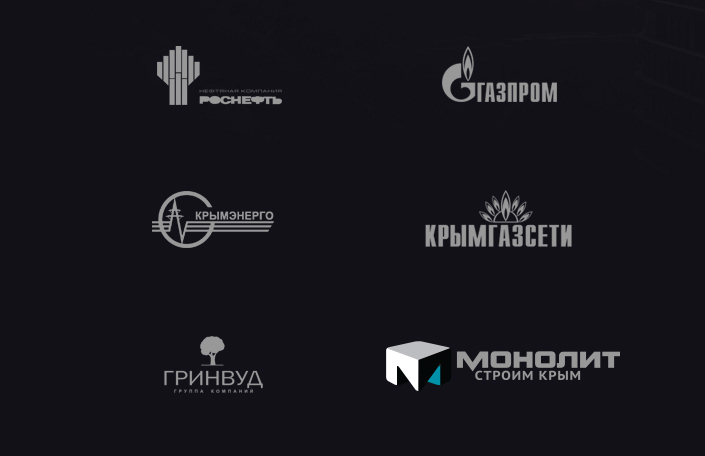 НЕФТЯНАЯ КОМПАНИЯ
РОСНЕФТЬ
ГАЗПРОМ
КРЫМЭНЕРГО
КРЫМГАЗСЕТИ
ГРИНВУД
ГРУППА КОМПАНИЙ
МОНОЛИТ
СТРОИМ КРЫМ